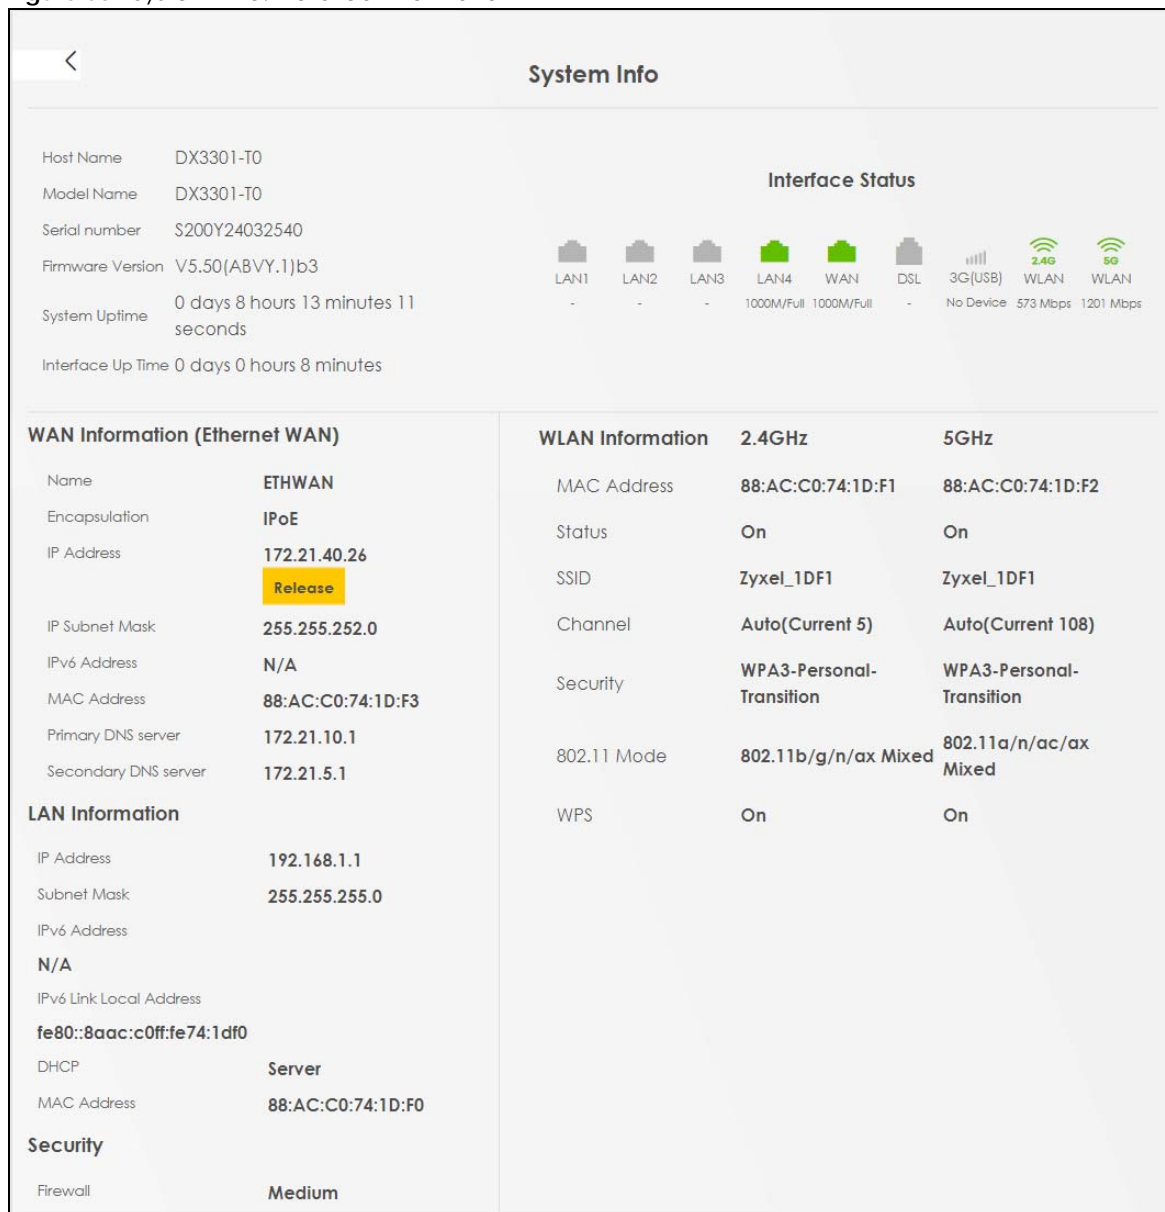 System Info
Host Name DX3301-T0
Model Name DX3301-T0
Serial number S200Y24032540
Firmware Version V5.50(ABVY.1)b3
System Uptime 0 days 8 hours 13 minutes 11
seconds
Interface Up Time 0 days 0 hours 8 minutes
Interface Status
2.4G 5G
LAN1 LAN2 LAN3 LAN4 WAN DSL 3G(USB) WLAN WLAN
- - - 1000M/Full 1000M/Full - No Device 573 Mbps 1201 Mbps
WAN Information (Ethernet WAN)
Name ETHWAN
Encapsulation IPoE
IP Address 172.21.40.26
Release
IP Subnet Mask 255.255.252.0
IPv6 Address N/A
MAC Address 88:AC:C0:74:1D:F3
Primary DNS server 172.21.10.1
Secondary DNS server 172.21.5.1
LAN Information
IP Address 192.168.1.1
Subnet Mask 255.255.255.0
IPv6 Address
N/A
IPv6 Link Local Address
fe80::8aac:c0ff:fe74:1df0
DHCP Server
MAC Address 88:AC:C0:74:1D:F0
Security
Firewall Medium
WLAN Information 2.4GHz 5GHz
MAC Address 88:AC:C0:74:1D:F1 88:AC:C0:74:1D:F2
Status On On
SSID Zyxel_1DF1 Zyxel_1DF1
Channel Auto(Current 5) Auto(Current 108)
Security WPA3-Personal- WPA3-Personal-
Transition Transition
802.11 Mode 802.11b/g/n/ax Mixed 802.11a/n/ac/ax
Mixed
WPS On On